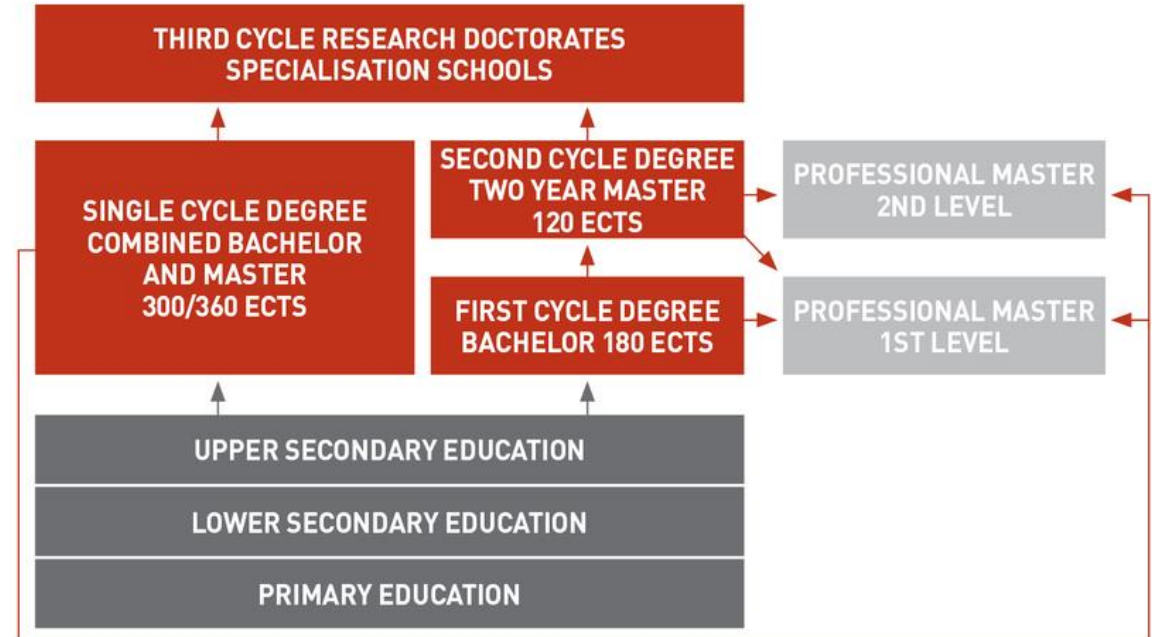 THIRD CYCLE RESEARCH DOCTORATES
SPECIALISATION SCHOOLS
SINGLE CYCLE DEGREE
COMBINED BACHELOR
AND MASTER
300/360 ECTS
SECOND CYCLE DEGREE
TWO YEAR MASTER
120 ECTS
PROFESSIONAL MASTER
2ND LEVEL
FIRST CYCLE DEGREE
BACHELOR 180 ECTS
PROFESSIONAL MASTER
1ST LEVEL
UPPER SECONDARY EDUCATION
LOWER SECONDARY EDUCATION
PRIMARY EDUCATION